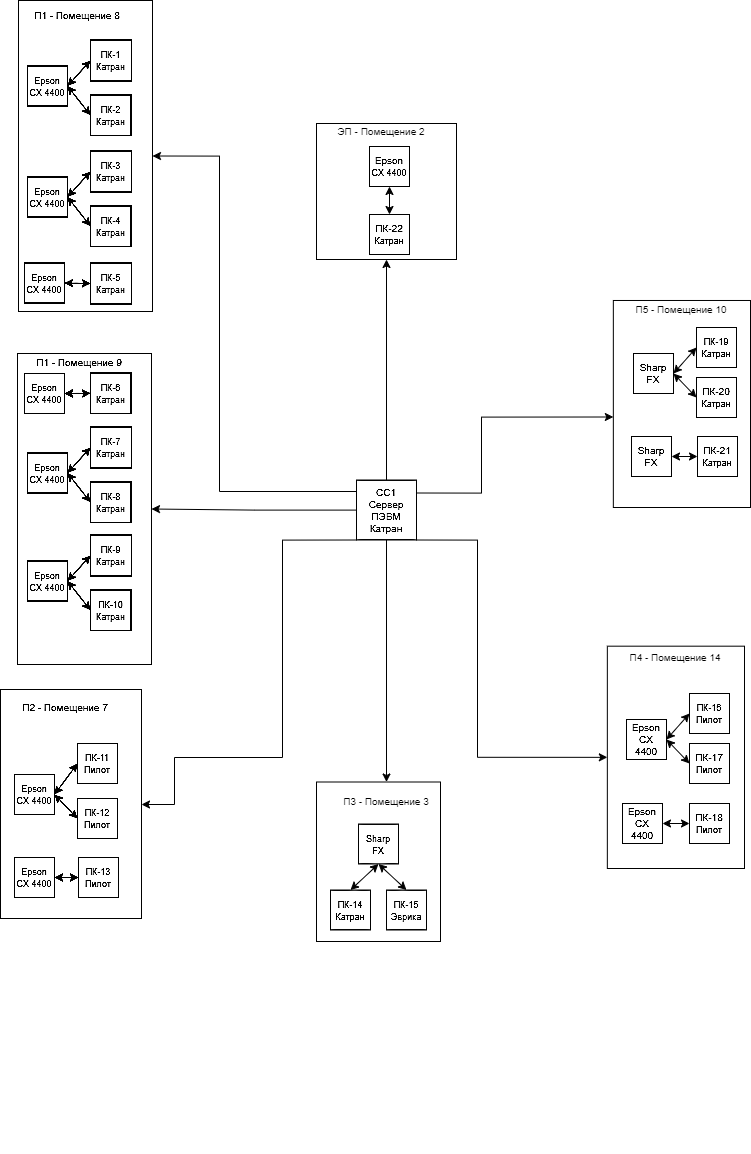 П1 - Помещение 8
Epson
CX 4400
ПК-1
Катран
ПК-2
Катран
Epson
CX 4400
ПК-3
Катран
ПК-4
Катран
Epson
CX 4400
ПК-5
Катран
П1 - Помещение 9
Epson
CX 4400
ПК-6
Катран
Epson
CX 4400
ПК-7
Катран
ПК-8
Катран
Epson
CX 4400
ПК-9
Катран
ПК-10
Катран
П2 - Помещение 7
Epson
CX 4400
ПК-11
Пилот
ПК-12
Пилот
Epson
CX 4400
ПК-13
Пилот
ЭП - Помещение 2
Epson
CX 4400
ПК-22
Катран
СС1
Сервер
ПЭВМ
Катран
П3 - Помещение 3
Sharp
FX
ПК-14
Катран
ПК-15
Эврика
П5 - Помещение 10
Sharp
FX
ПК-19
Катран
ПК-20
Катран
Sharp
FX
ПК-21
Катран
П4 - Помещение 14
Epson
CX
4400
ПК-16
Пилот
ПК-17
Пилот
Epson
CX
4400
ПК-18
Пилот